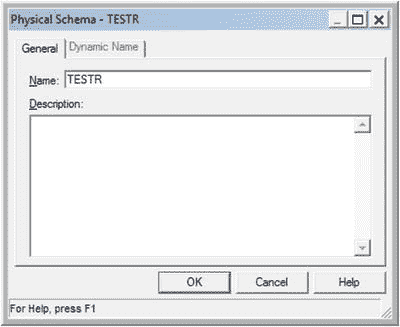 Physical Schema - TESTR
General Dynamic Name
Name: TESTR
Description:
OK Cancel Help
For Help, press F1